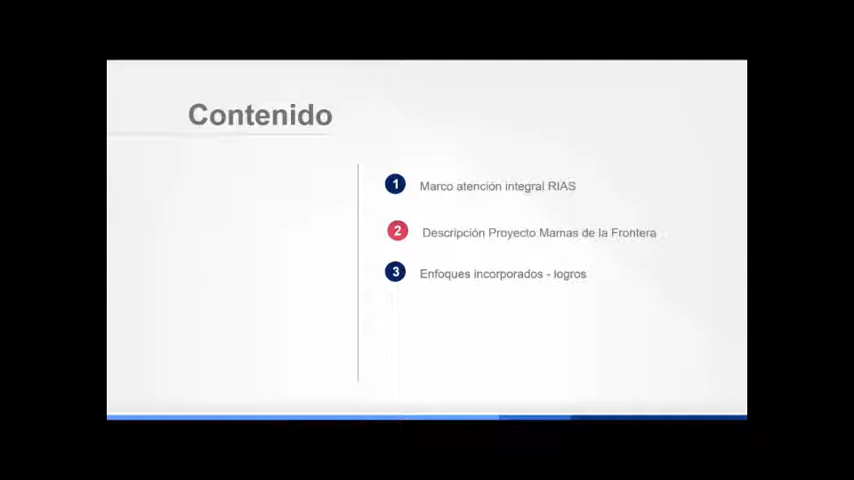 Contenido
1 Marco atención integral RIAS
2 Descripción Proyecto Mamas de la Frontera
3 Enfoques incorporados - logros